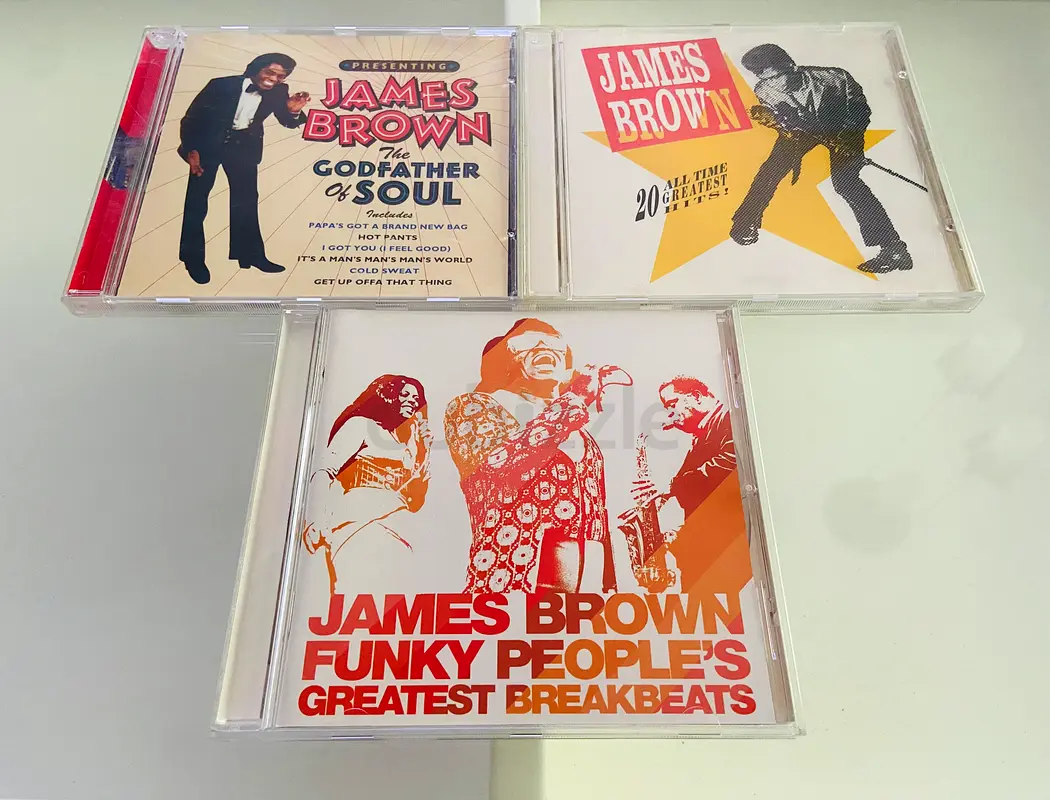 PRESENTING
JAMES
BROWN
The
GODFATHER
Of SOUL
Includes
PAPA'S GOT A BRAND NEW BAG
HOT PANTS
I GOT YOU (I FEEL GOOD)
IT'S A MAN'S MAN'S MAN'S WORLD
COLD SWEAT
GET UP OFFA THAT THING
JAMES
BROWN
20 ALL TIME
GREATEST
HITS!
dubizzle
JAMES BROWN
FUNKY PEOPLE'S
GREATEST BREAKBEATS